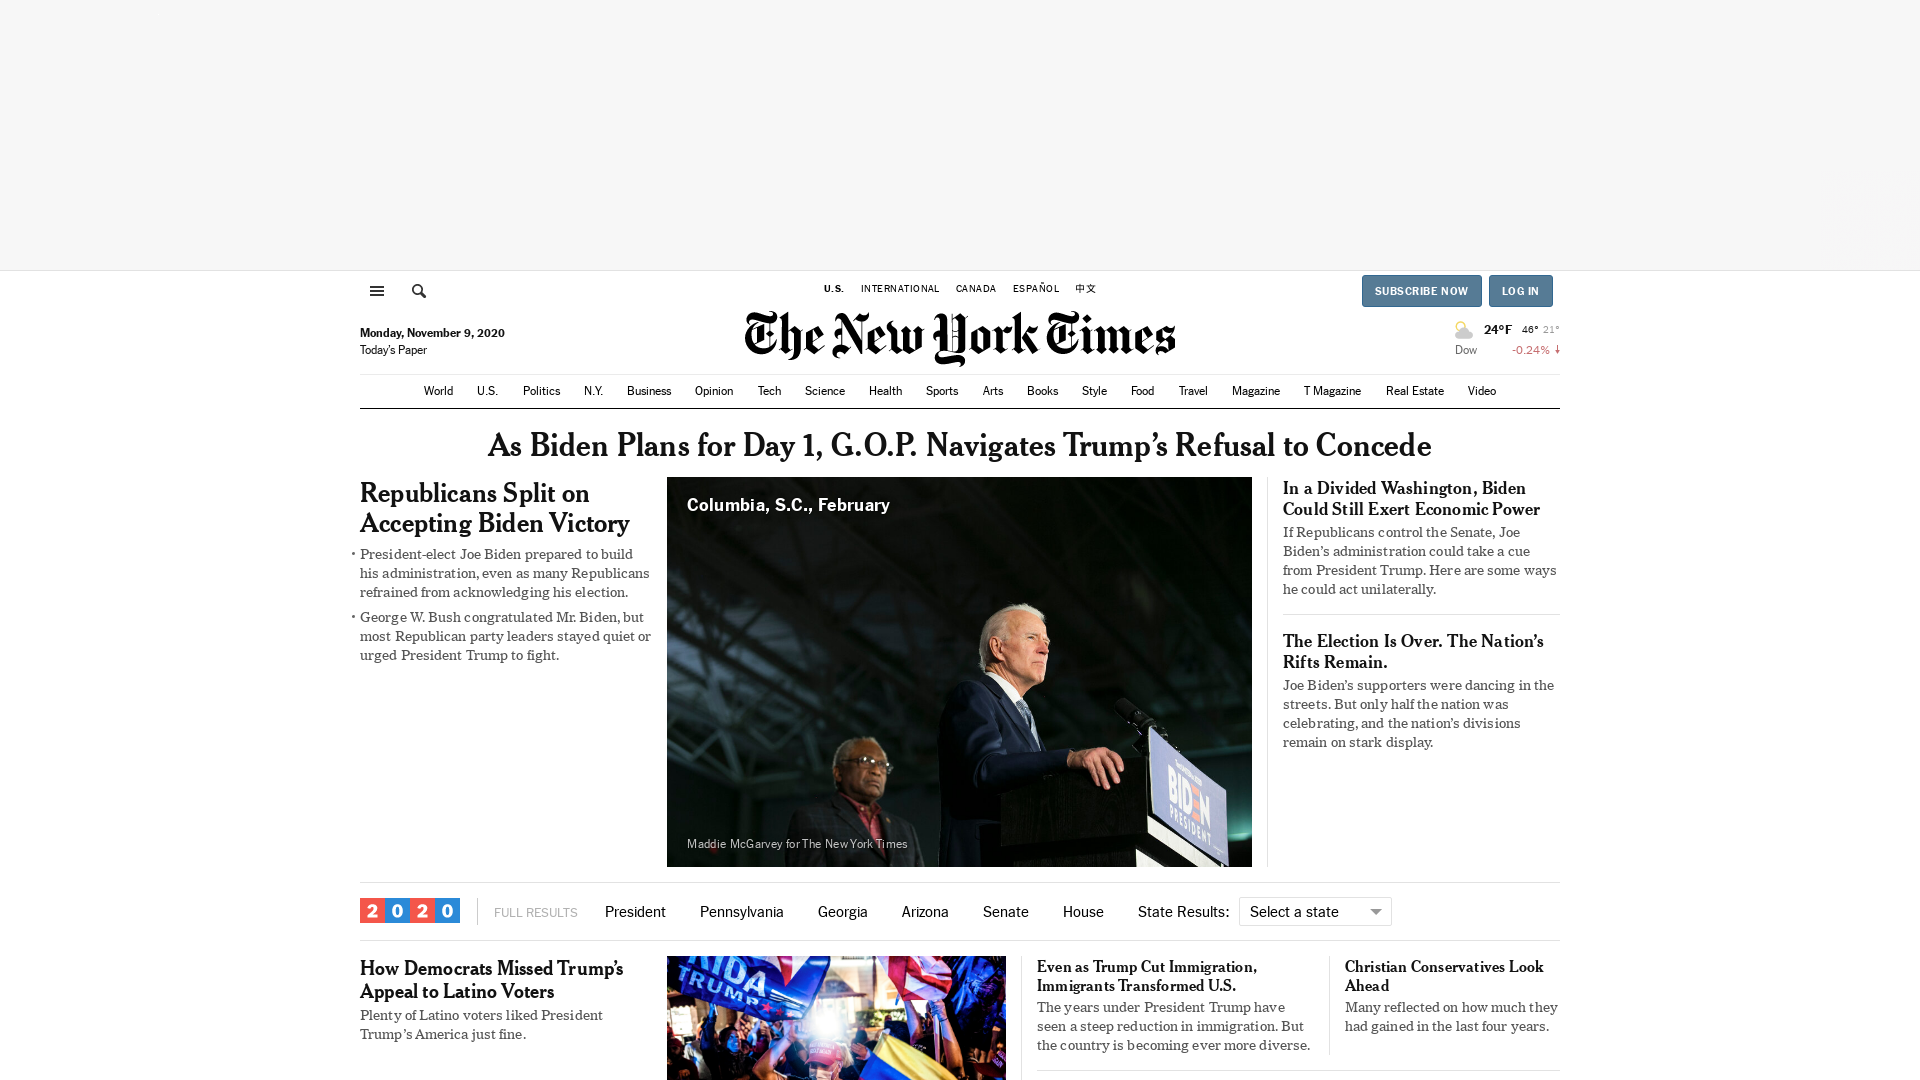 U.S. INTERNATIONAL CANADA ESPAÑOL 中文
SUBSCRIBE NOW LOG IN
Monday, November 9, 2020
Today's Paper
The New York Times
24°F 46° 21°
Dow -0.24% ↓
World U.S. Politics N.Y. Business Opinion Tech Science Health Sports Arts Books Style Food Travel Magazine T Magazine Real Estate Video
As Biden Plans for Day 1, G.O.P. Navigates Trump’s Refusal to Concede
Republicans Split on
Accepting Biden Victory
• President-elect Joe Biden prepared to build
his administration, even as many Republicans
refrained from acknowledging his election.
• George W. Bush congratulated Mr. Biden, but
most Republican party leaders stayed quiet or
urged President Trump to fight.
Columbia, S.C., February
BIDEN
PRESIDENT
Maddie McGarvey for The New York Times
In a Divided Washington, Biden
Could Still Exert Economic Power
If Republicans control the Senate, Joe
Biden’s administration could take a cue
from President Trump. Here are some ways
he could act unilaterally.
The Election Is Over. The Nation’s
Rifts Remain.
Joe Biden’s supporters were dancing in the
streets. But only half the nation was
celebrating, and the nation’s divisions
remain on stark display.
2020 FULL RESULTS President Pennsylvania Georgia Arizona Senate House State Results: Select a state
How Democrats Missed Trump’s
Appeal to Latino Voters
Plenty of Latino voters liked President
Trump’s America just fine.
TRUMP
Even as Trump Cut Immigration,
Immigrants Transformed U.S.
The years under President Trump have
seen a steep reduction in immigration. But
the country is becoming ever more diverse.
Christian Conservatives Look
Ahead
Many reflected on how much they
had gained in the last four years.